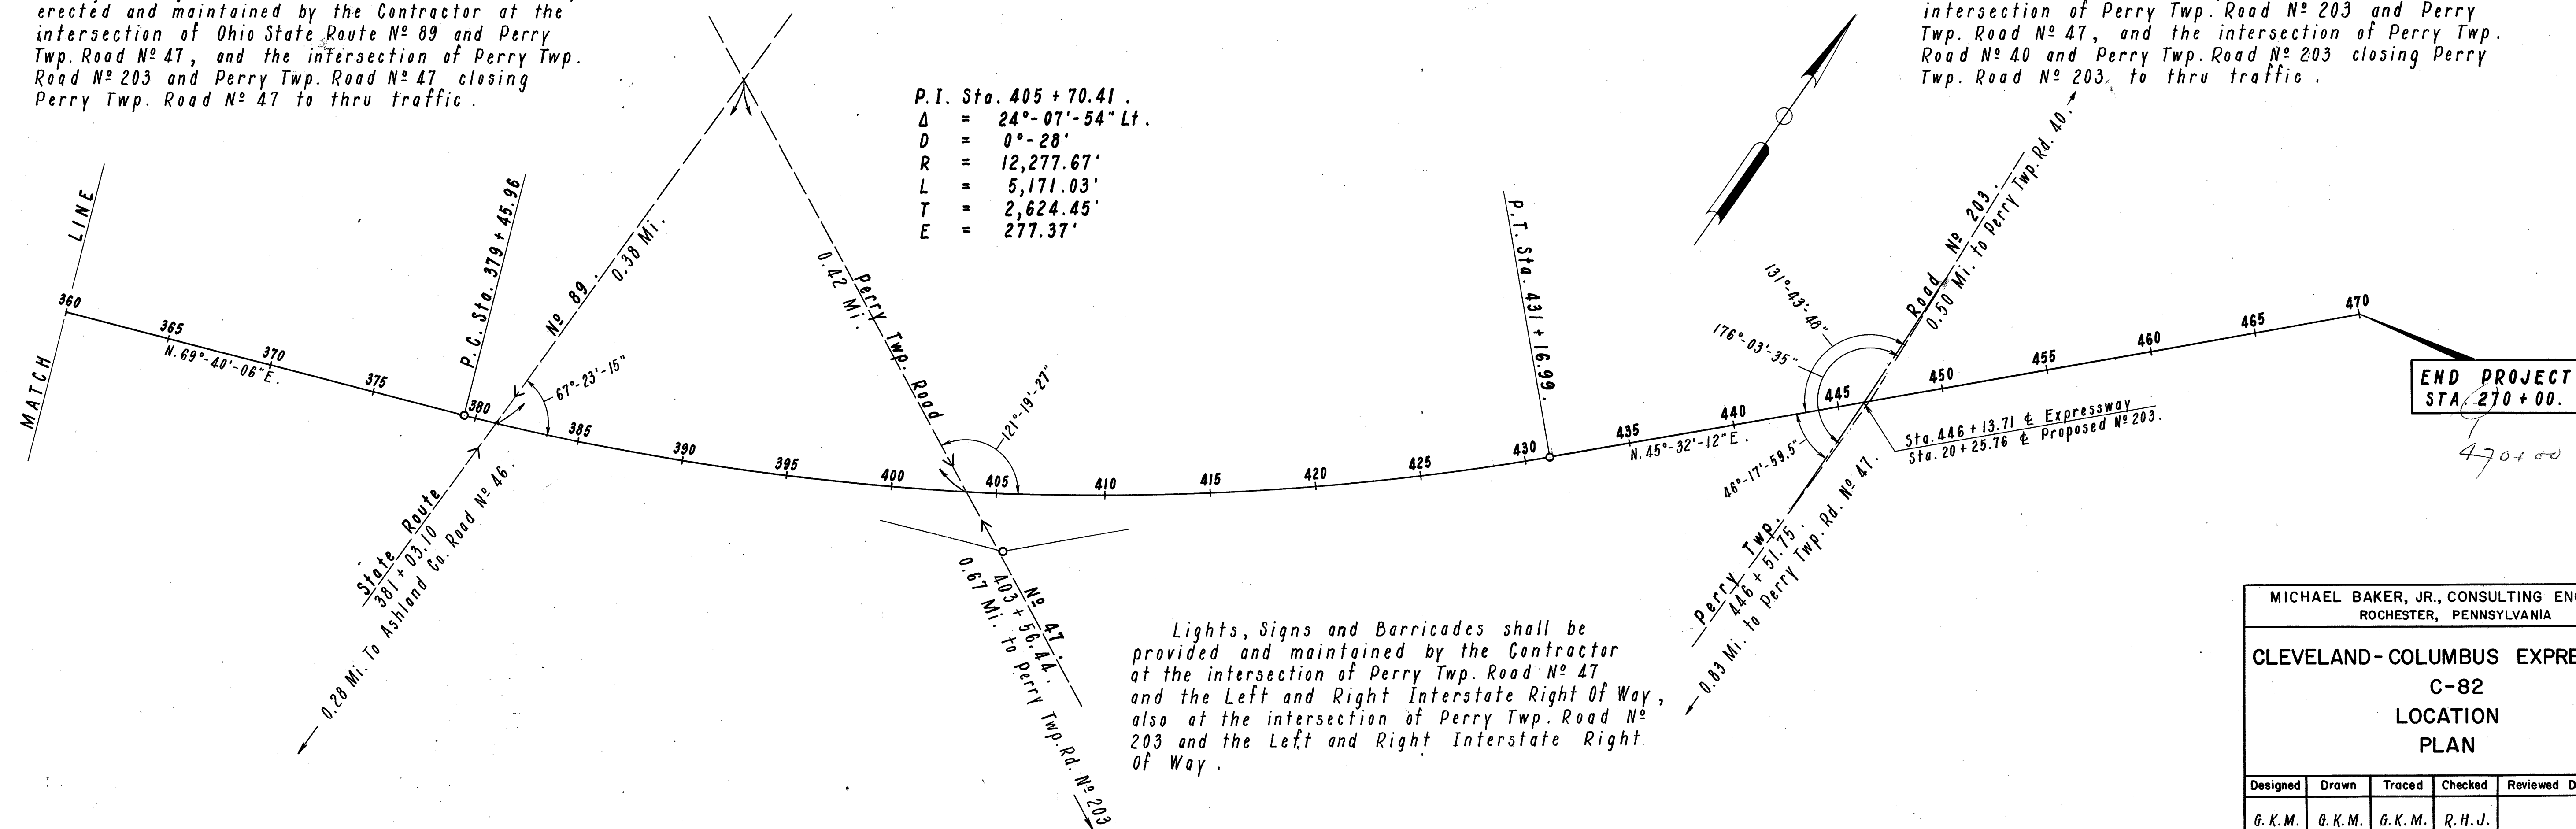 erected and maintained by the Contractor at the
intersection of Ohio State Route Nº 89 and Perry
Twp. Road Nº 47, and the intersection of Perry Twp.
Road Nº 203 and Perry Twp. Road Nº 47 closing
Perry Twp. Road Nº 47 to thru traffic.
intersection of Perry Twp. Road Nº 203 and Perry
Twp. Road Nº 47, and the intersection of Perry Twp.
Road Nº 40 and Perry Twp. Road Nº 203 closing Perry
Twp. Road Nº 203 to thru traffic.
P.I. Sta. 405 + 70.41.
Δ = 24°-07'-54" Lt.
D = 0°-28'
R = 12,277.67'
L = 5,171.03'
T = 2,624.45'
E = 277.37'
MATCH LINE
360
365
370
375
380
385
390
395
400
405
410
415
420
425
430
435
440
445
450
455
460
465
470
N.69°-40'-06"E.
P.C. Sta. 379 + 45.96
State Route Nº 89.
381 + 03.10
0.38 Mi.
0.28 Mi. To Ashland Co. Road Nº 46.
67°-23'-15"
Perry Twp. Road Nº 47.
0.42 Mi.
403 + 56.44.
0.67 Mi. to Perry Twp. Rd. Nº 203
121°-19'-27"
P.T. Sta. 431 + 16.99.
N.45°-32'-12"E.
131°-43'-48"
176°-03'-35"
46°-17'-59.5"
Perry Twp. Road Nº 203.
446 + 51.75.
0.50 Mi. to Perry Twp. Rd. 40.
0.83 Mi. to Perry Twp. Rd. Nº 47.
Sta. 446 + 13.71 ℄ Expressway
Sta. 20 + 25.76 ℄ Proposed Nº 203.
END PROJECT
STA. 270 + 00.
470+00
Lights, Signs and Barricades shall be
provided and maintained by the Contractor
at the intersection of Perry Twp. Road Nº 47
and the Left and Right Interstate Right Of Way,
also at the intersection of Perry Twp. Road Nº
203 and the Left and Right Interstate Right
Of Way.
MICHAEL BAKER, JR., CONSULTING ENG
ROCHESTER, PENNSYLVANIA
CLEVELAND-COLUMBUS EXPRE
C-82
LOCATION
PLAN
Designed Drawn Traced Checked Reviewed D
G.K.M. G.K.M. G.K.M. R.H.J.